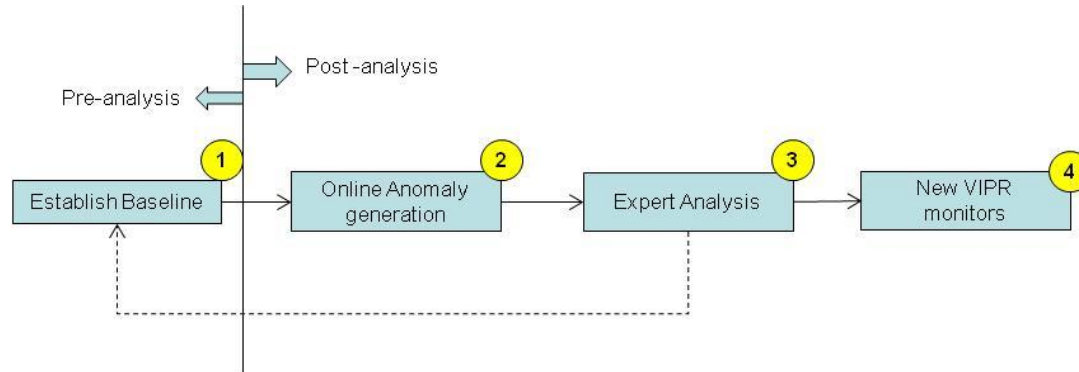 Post -analysis
Pre-analysis
1
2
3
4
Establish Baseline
Online Anomaly
generation
Expert Analysis
New VIPR
monitors